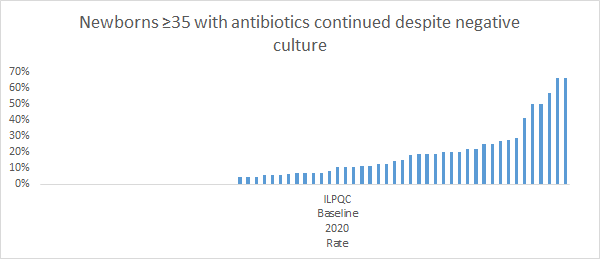 Newborns ≥35 with antibiotics continued despite negative
culture
70%
60%
50%
40%
30%
20%
10%
0%
ILPQC
Baseline
2020
Rate